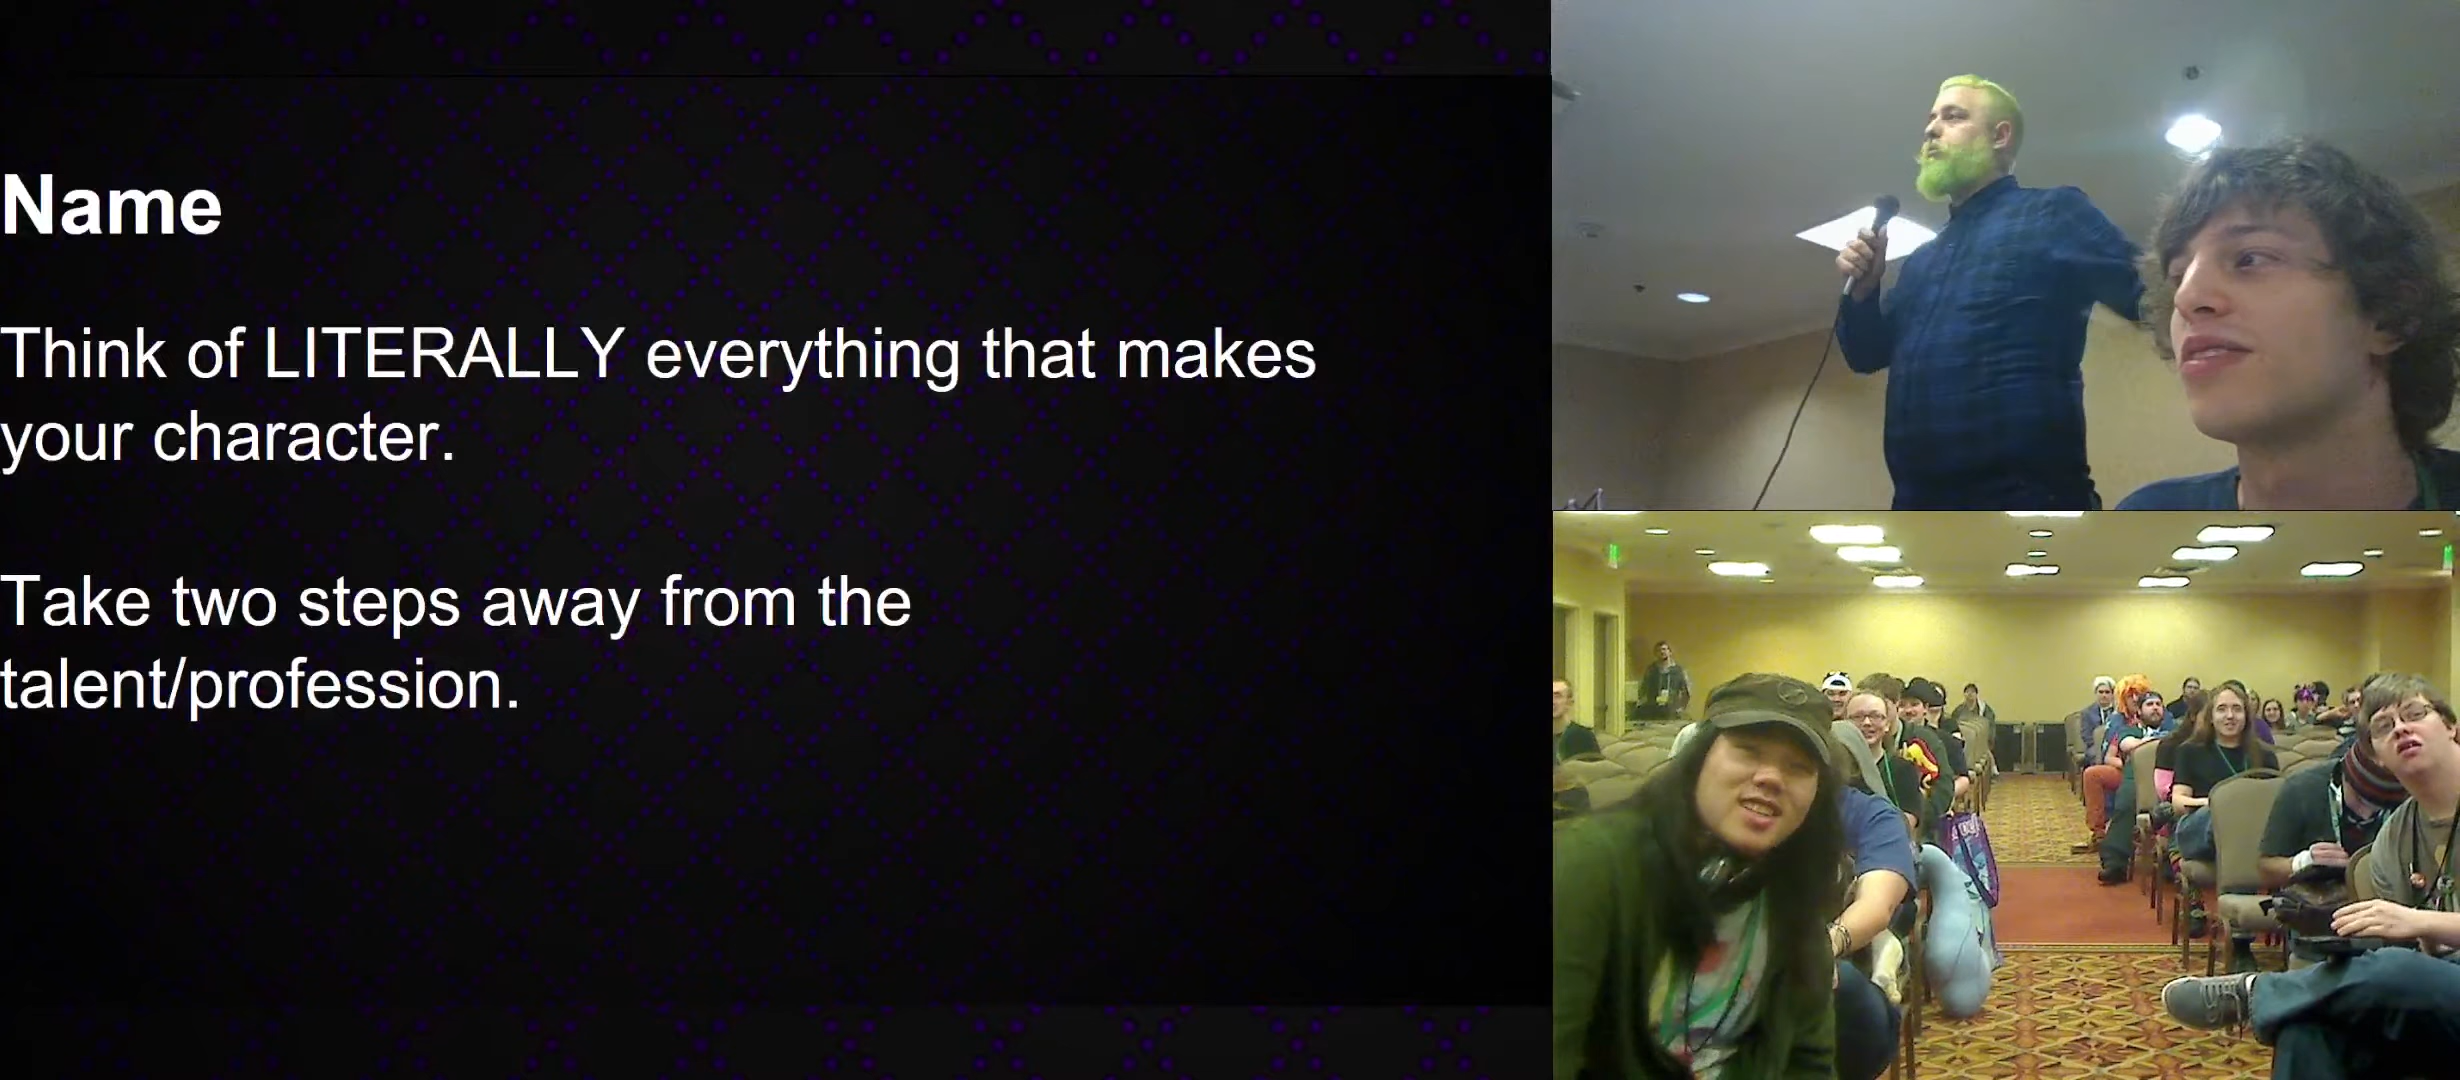 Name
Think of LITERALLY everything that makes
your character.
Take two steps away from the
talent/profession.